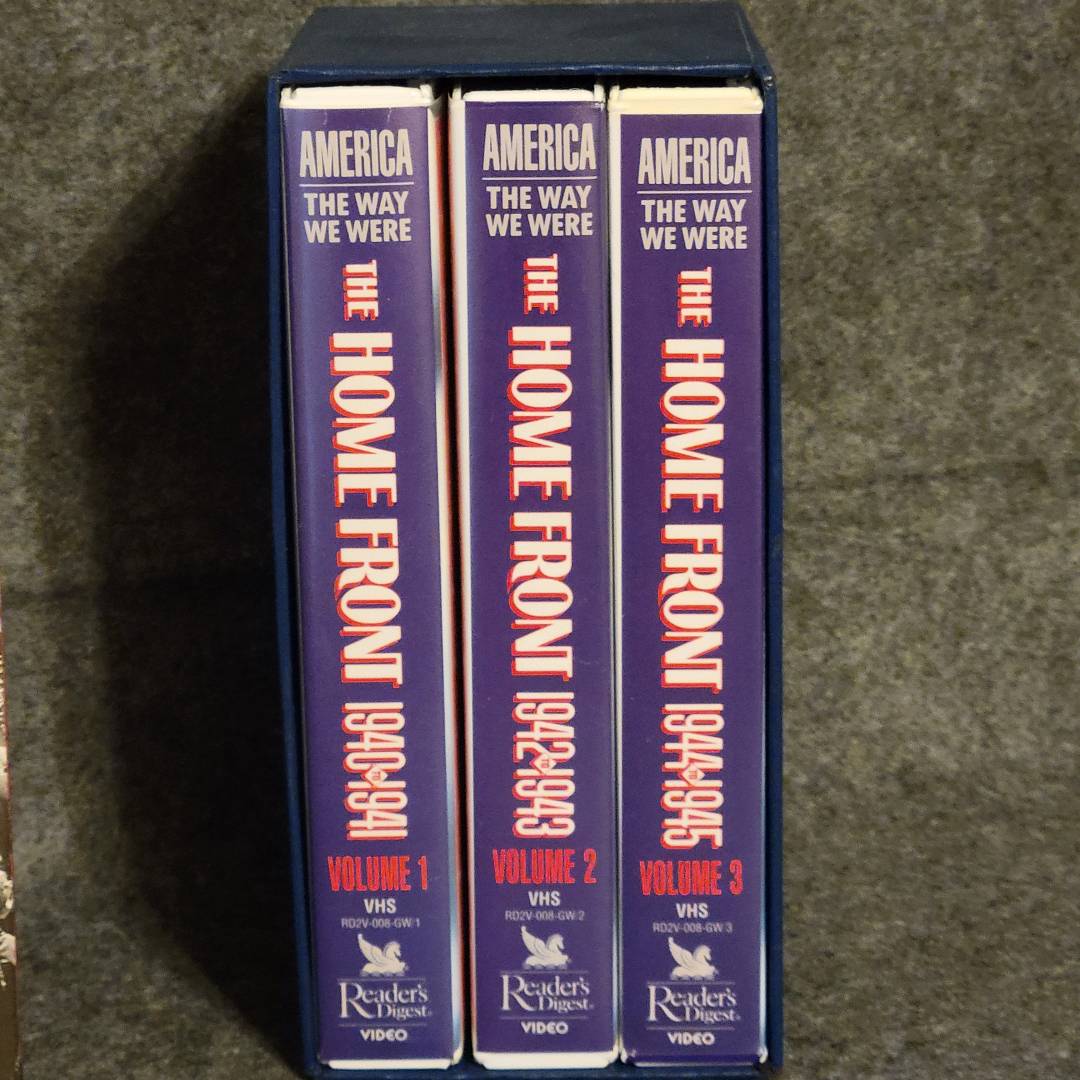 AMERICA
THE WAY
WE WERE
THE HOME FRONT 1940 TO 1941
VOLUME 1
VHS
RD2V-008-GW/1
Reader's
Digest®
VIDEO
AMERICA
THE WAY
WE WERE
THE HOME FRONT 1942 TO 1943
VOLUME 2
VHS
RD2V-008-GW/2
Reader's
Digest®
VIDEO
AMERICA
THE WAY
WE WERE
THE HOME FRONT 1944 TO 1945
VOLUME 3
VHS
RD2V-008-GW/3
Reader's
Digest®
VIDEO